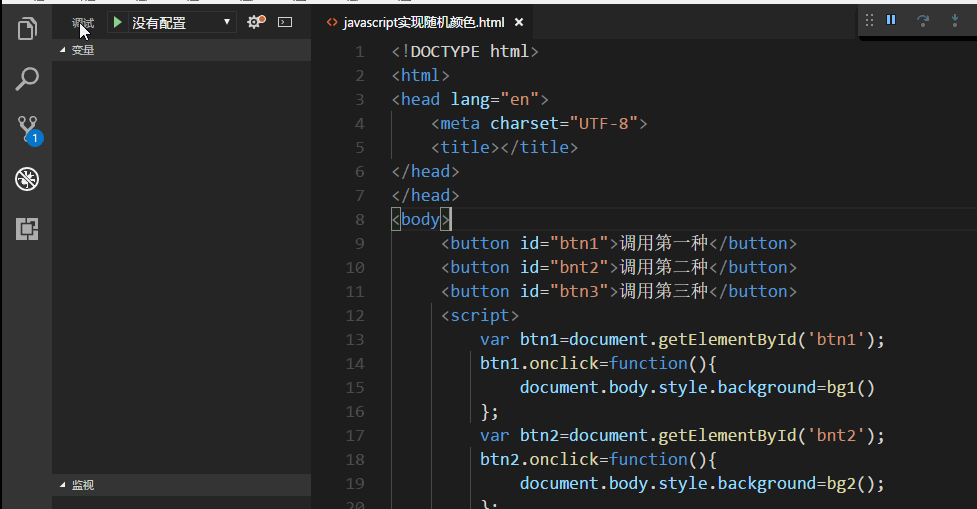 调试
没有配置
变量
监视
1
<> javascript实现随机颜色.html ×
1 <!DOCTYPE html>
2 <html>
3 <head lang="en">
4 <meta charset="UTF-8">
5 <title></title>
6 </head>
7 </head>
8 <body>
9 <button id="btn1">调用第一种</button>
10 <button id="bnt2">调用第二种</button>
11 <button id="btn3">调用第三种</button>
12 <script>
13 var btn1=document.getElementById('btn1');
14 btn1.onclick=function(){
15 document.body.style.background=bg1()
16 };
17 var btn2=document.getElementById('bnt2');
18 btn2.onclick=function(){
19 document.body.style.background=bg2();
20 };